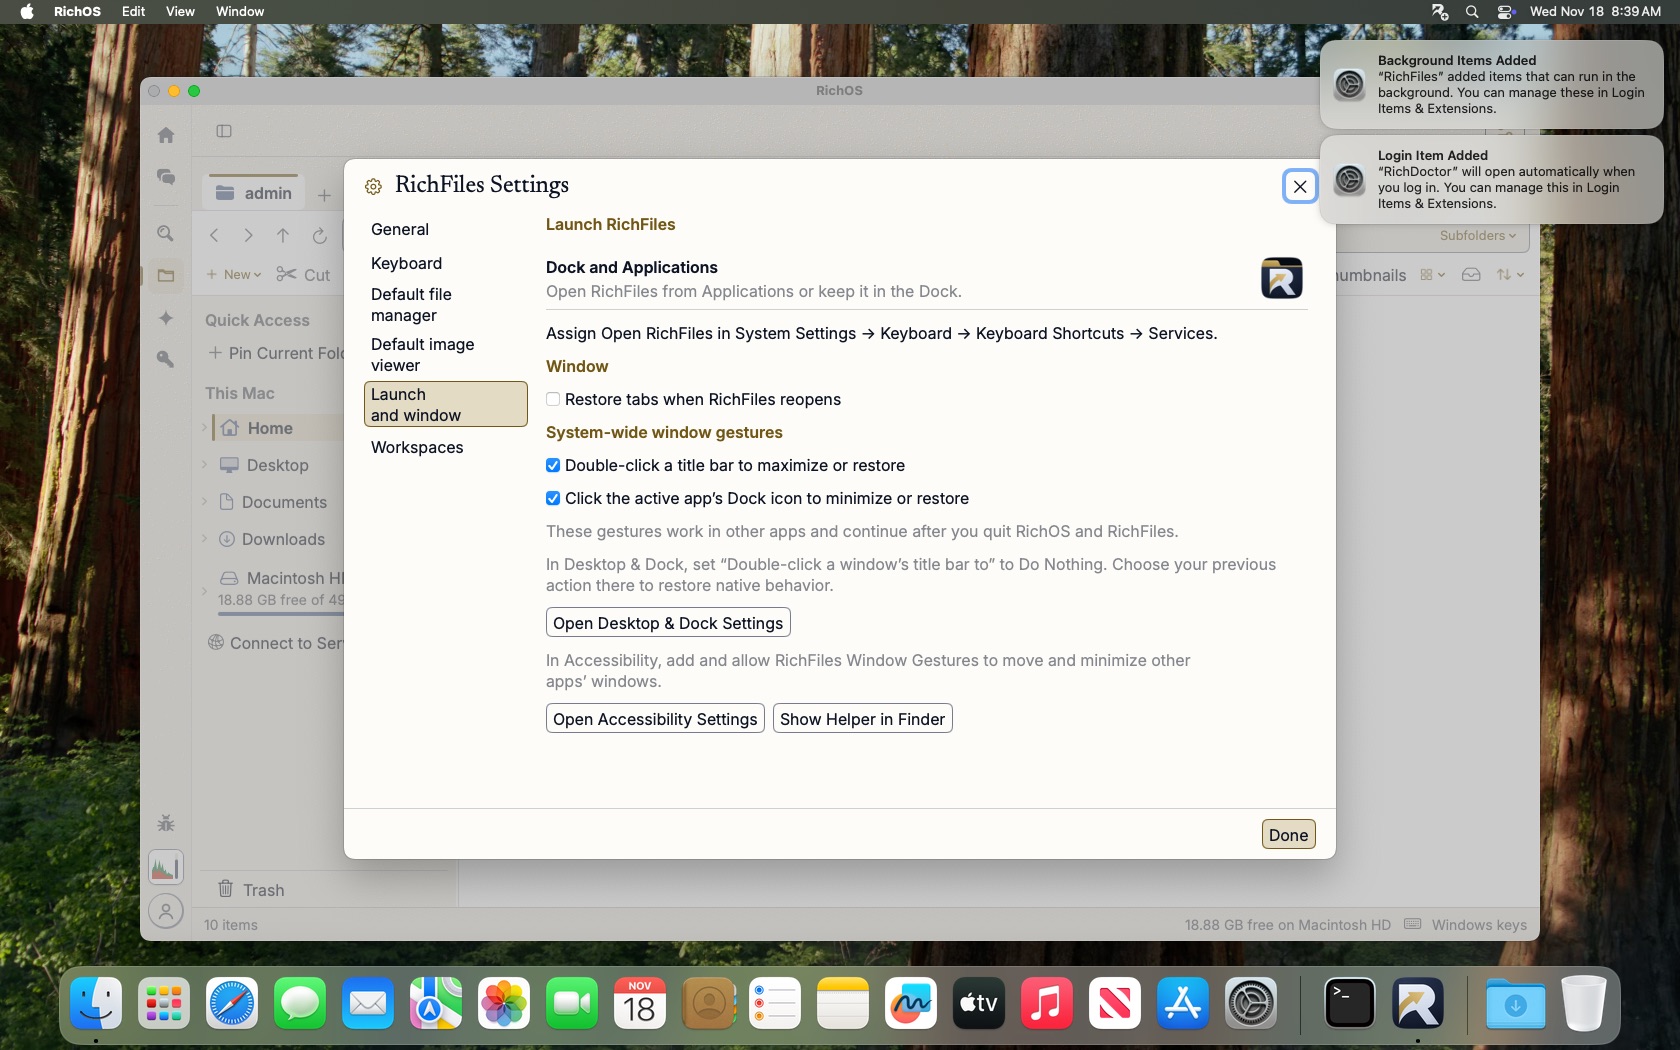 RichOS Edit View Window
Wed Nov 18 8:39 AM
RichOS
Background Items Added
“RichFiles” added items that can run in the
background. You can manage these in Login
Items & Extensions.
Login Item Added
“RichDoctor” will open automatically when
you log in. You can manage this in Login
Items & Extensions.
admin
New
Cut
Subfolders
Quick Access
Pin Current
This Mac
Home
Desktop
Documents
Downloads
Macintosh
18.88 GB free of
Connect to
Trash
10 items
18.88 GB free on Macintosh HD
Windows keys
RichFiles Settings
General
Keyboard
Default file
manager
Default image
viewer
Launch
and window
Workspaces
Launch RichFiles
Dock and Applications
Open RichFiles from Applications or keep it in the Dock.
Assign Open RichFiles in System Settings → Keyboard → Keyboard Shortcuts → Services.
Window
Restore tabs when RichFiles reopens
System-wide window gestures
Double-click a title bar to maximize or restore
Click the active app’s Dock icon to minimize or restore
These gestures work in other apps and continue after you quit RichOS and RichFiles.
In Desktop & Dock, set “Double-click a window’s title bar to” to Do Nothing. Choose your previous
action there to restore native behavior.
Open Desktop & Dock Settings
In Accessibility, add and allow RichFiles Window Gestures to move and minimize other
apps’ windows.
Open Accessibility Settings
Show Helper in Finder
Done
NOV
18
tv
>_